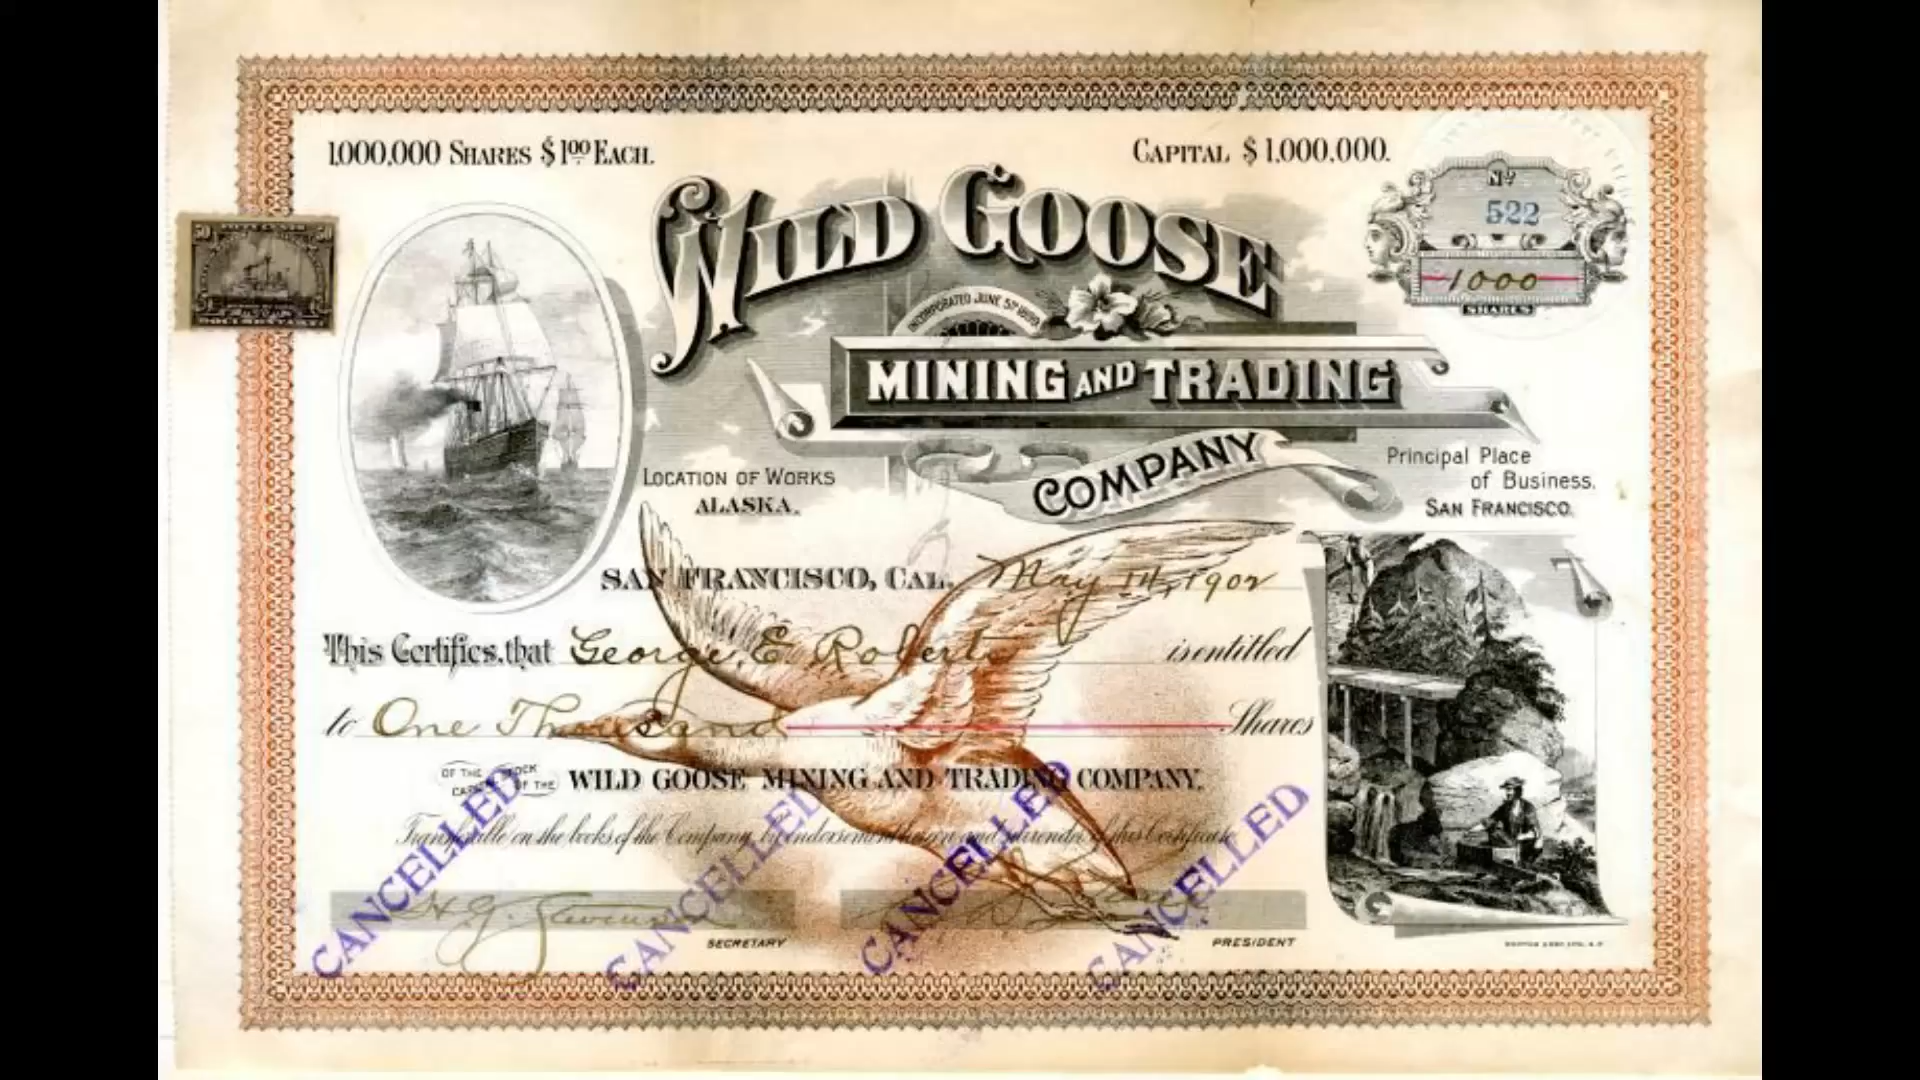 1,000,000 SHARES $1.00 EACH.
CAPITAL $1,000,000.
No
522
1000
SHARES
WILD GOOSE
INCORPORATED JUNE 5th 1899
MINING AND TRADING
COMPANY
LOCATION OF WORKS
ALASKA.
Principal Place
of Business.
SAN FRANCISCO.
SAN FRANCISCO, CAL. May 14, 1902
This Certifies, that George E Roberts is entitled
to One Thousand Shares
OF THE CAPITAL STOCK OF THE WILD GOOSE MINING AND TRADING COMPANY.
Transferable on the books of the Company by endorsement hereon and surrender of this Certificate.
CANCELLED CANCELLED CANCELLED CANCELLED
SECRETARY
PRESIDENT